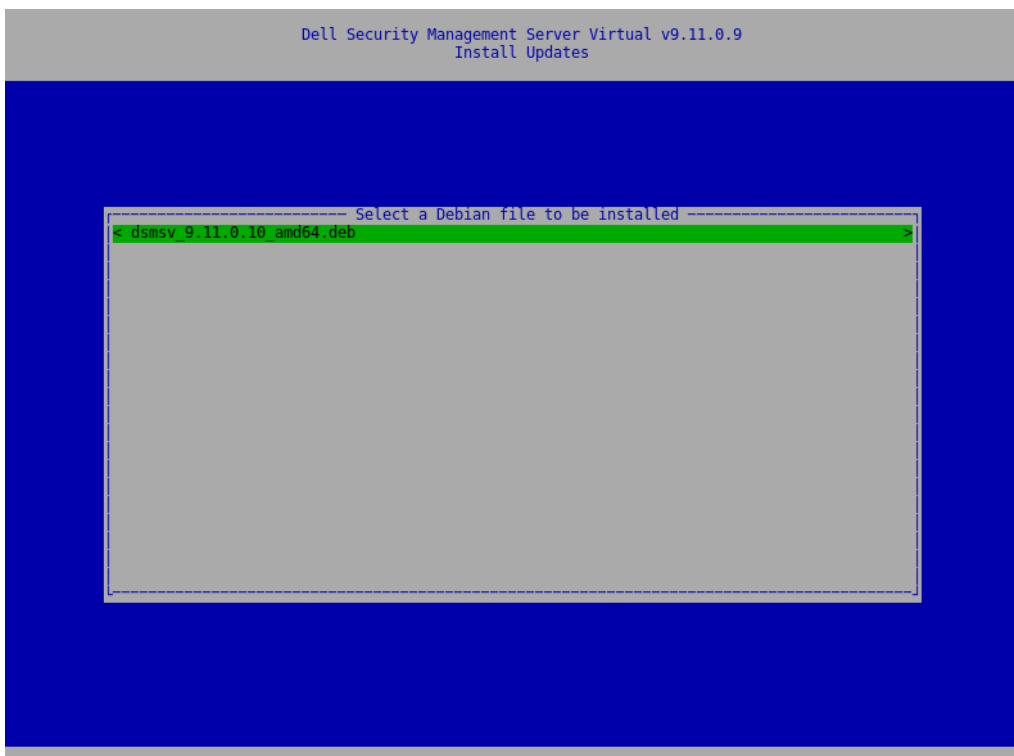 Dell Security Management Server Virtual v9.11.0.9
Install Updates
Select a Debian file to be installed
< dsmsv_9.11.0.10_amd64.deb >